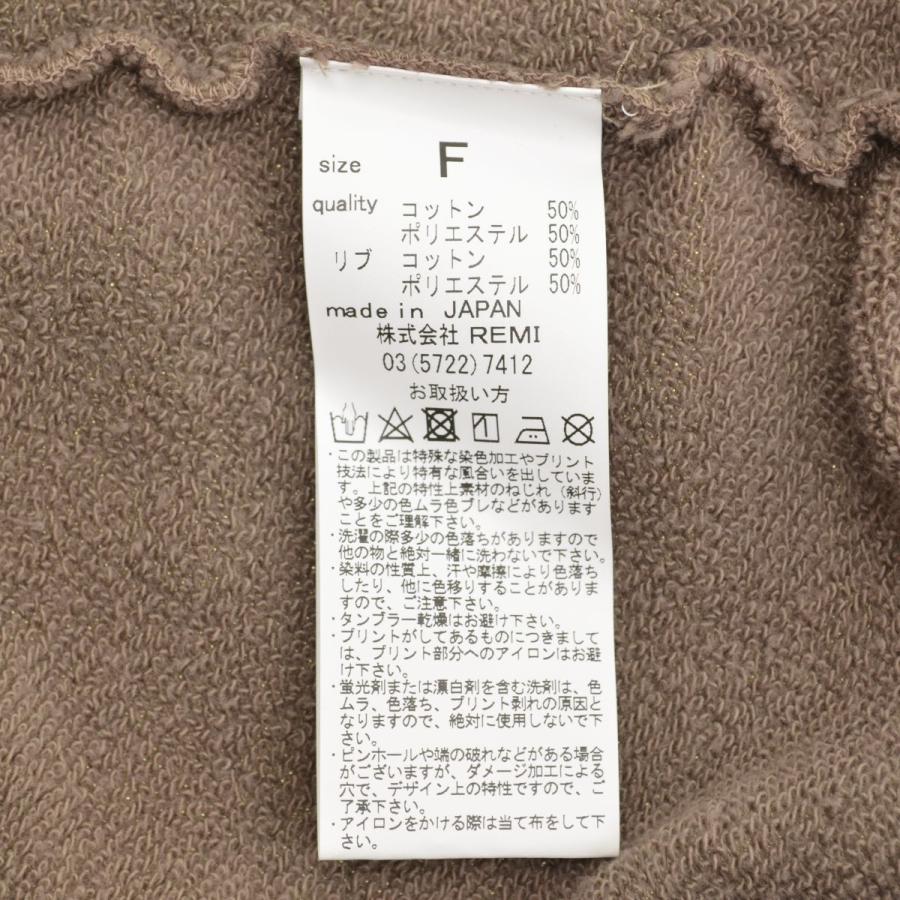 size F
quality コットン 50%
ポリエステル 50%
リブ コットン 50%
ポリエステル 50%
made in JAPAN
株式会社 REMI
03(5722)7412
お取扱い方
・この製品は特殊な染色加工やプリント
技法により特有な風合いを出していま
す。上記の特性上素材のねじれ（斜行）
や多少の色ムラ色ブレなどがあります
ことをご理解下さい。
・洗濯の際多少の色落ちがありますので
他の物と絶対一緒に洗わないで下さい。
・染料の性質上、汗や摩擦により色落ち
したり、他に色移りすることがありま
すので、ご注意下さい。
・タンブラー乾燥はお避け下さい。
・プリントがしてあるものにつきまして
は、プリント部分へのアイロンはお避
け下さい。
・蛍光剤または漂白剤を含む洗剤は、色
ムラ、色落ち、プリント剥れの原因と
なりますので、絶対に使用しないで下
さい。
・ピンホールや端の破れなどがある場合
がございますが、ダメージ加工による
穴で、デザイン上の特性ですので、ご
了承下さい。
・アイロンをかける際は当て布をして下
さい。